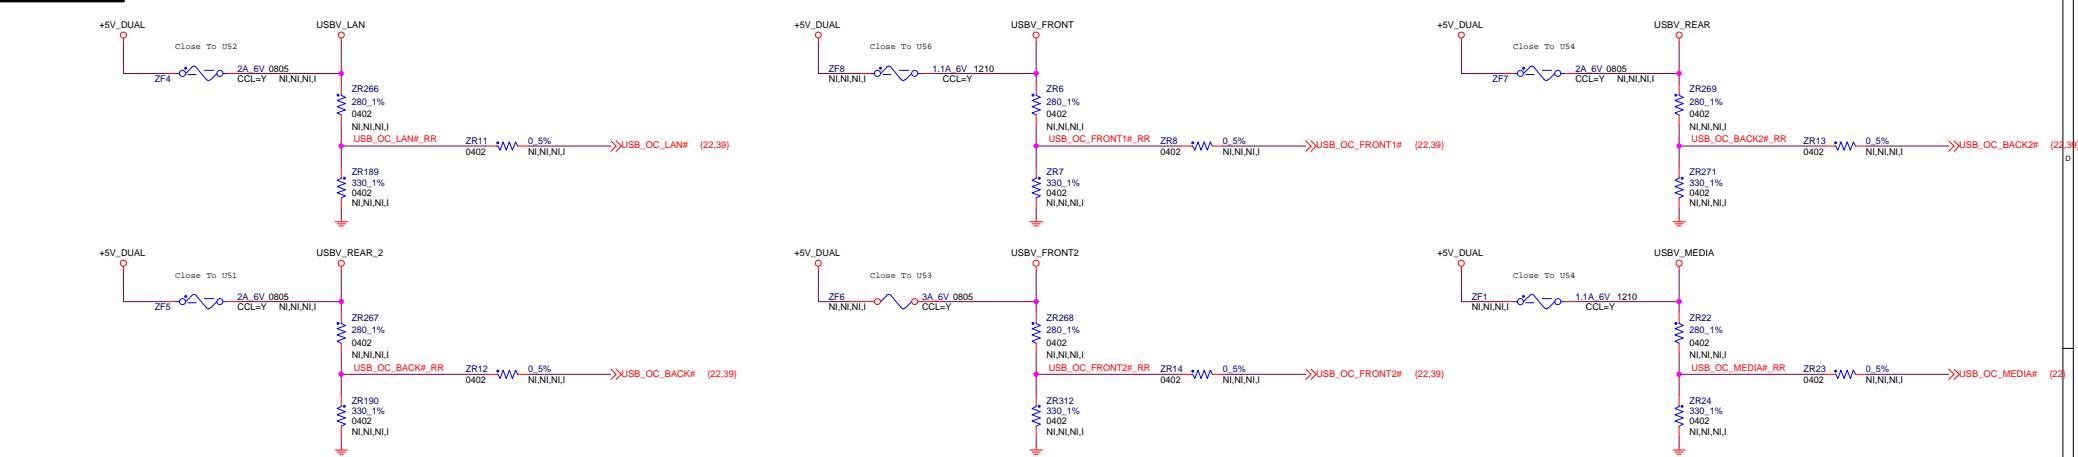 +5V_DUAL
USBV_LAN
Close To U52
ZF4
2A_6V 0805
CCL=Y NI,NI,NI,I
ZR266
280_1%
0402
NI,NI,NI,I
USB_OC_LAN#_RR
ZR11
0402
0_5%
NI,NI,NI,I
USB_OC_LAN# {22,39}
ZR189
330_1%
0402
NI,NI,NI,I
+5V_DUAL
USBV_FRONT
Close To U56
ZF8
NI,NI,NI,I
1.1A_6V 1210
CCL=Y
ZR6
280_1%
0402
NI,NI,NI,I
USB_OC_FRONT1#_RR
ZR8
0402
0_5%
NI,NI,NI,I
USB_OC_FRONT1# {22,39}
ZR7
330_1%
0402
NI,NI,NI,I
+5V_DUAL
USBV_REAR
Close To U54
ZF7
2A_6V 0805
CCL=Y NI,NI,NI,I
ZR269
280_1%
0402
NI,NI,NI,I
USB_OC_BACK2#_RR
ZR13
0402
0_5%
NI,NI,NI,I
USB_OC_BACK2# {22,39}
D
ZR271
330_1%
0402
NI,NI,NI,I
+5V_DUAL
USBV_REAR_2
Close To U51
ZF5
2A_6V 0805
CCL=Y NI,NI,NI,I
ZR267
280_1%
0402
NI,NI,NI,I
USB_OC_BACK#_RR
ZR12
0402
0_5%
NI,NI,NI,I
USB_OC_BACK# {22,39}
ZR190
330_1%
0402
NI,NI,NI,I
+5V_DUAL
USBV_FRONT2
Close To U53
ZF6
NI,NI,NI,I
3A_6V 0805
CCL=Y
ZR268
280_1%
0402
NI,NI,NI,I
USB_OC_FRONT2#_RR
ZR14
0402
0_5%
NI,NI,NI,I
USB_OC_FRONT2# {22,39}
ZR312
330_1%
0402
NI,NI,NI,I
+5V_DUAL
USBV_MEDIA
Close To U54
ZF1
NI,NI,NI,I
1.1A_6V 1210
CCL=Y
ZR22
280_1%
0402
NI,NI,NI,I
USB_OC_MEDIA#_RR
ZR23
0402
0_5%
NI,NI,NI,I
USB_OC_MEDIA# {22}
ZR24
330_1%
0402
NI,NI,NI,I